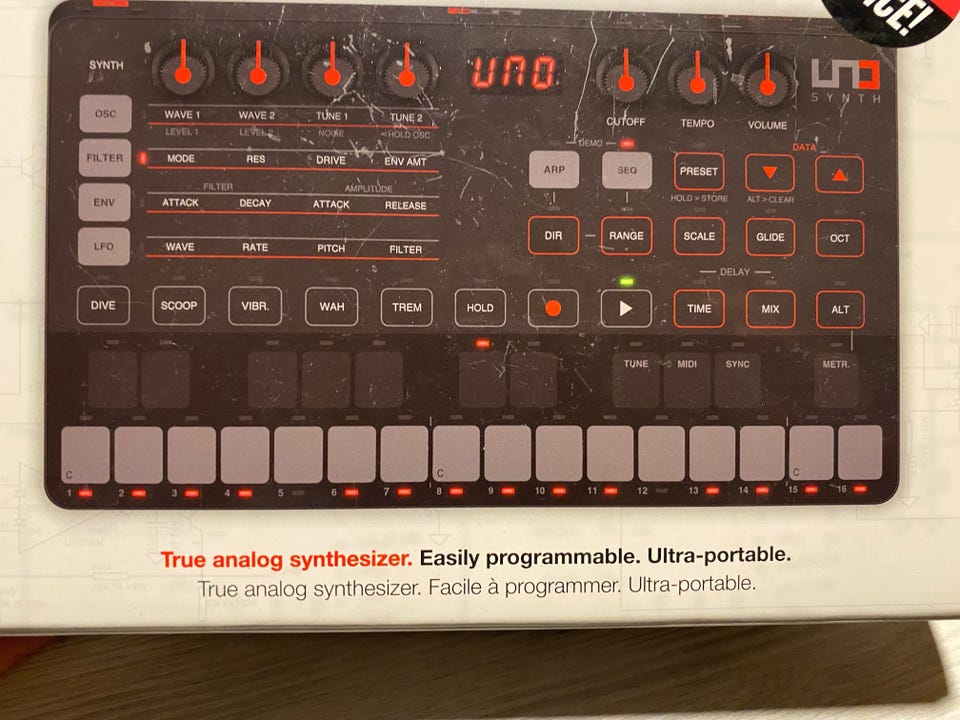 ICE!
SYNTH
UNO
UNO
SYNTH
OSC
WAVE 1 WAVE 2 TUNE 1 TUNE 2
CUTOFF TEMPO VOLUME
LEVEL 1 LEVEL 2 NOISE <HOLD OSC
DEMO DATA
FILTER MODE RES DRIVE ENV AMT
ARP SEQ PRESET
HOLD > STORE ALT > CLEAR
FILTER AMPLITUDE
ENV ATTACK DECAY ATTACK RELEASE
DIR RANGE SCALE GLIDE OCT
LFO WAVE RATE PITCH FILTER
DELAY
DIVE SCOOP VIBR. WAH TREM HOLD TIME MIX ALT
TUNE MIDI SYNC METR.
C C C
1 2 3 4 5 6 7 8 9 10 11 12 13 14 15 16
True analog synthesizer. Easily programmable. Ultra-portable.
True analog synthesizer. Facile à programmer. Ultra-portable.